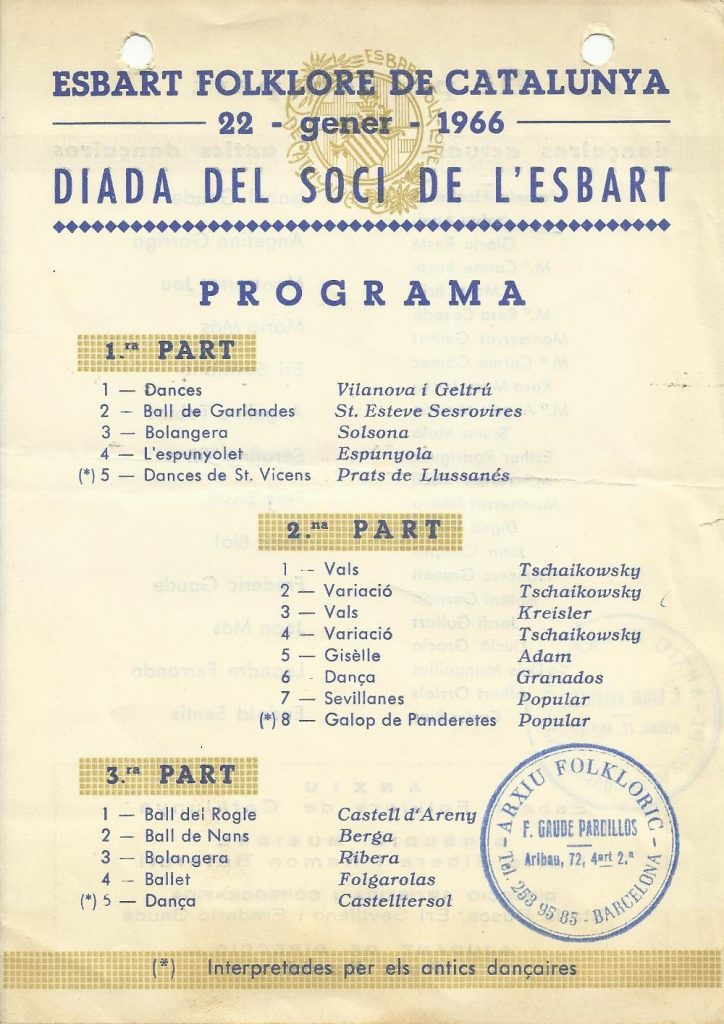 ESBART FOLKLORE DE CATALUNYA
22 - gener - 1966
DIADA DEL SOCI DE L'ESBART
PROGRAMA
1.ra PART
1 — Dances Vilanova i Geltrú
2 - Ball de Garlandes St. Esteve Sesrovires
3 — Bolangera Solsona
4 — L'espunyolet Espunyola
(*) 5 — Dances de St. Vicens Prats de Llussanés
2.na PART
1 — Vals Tschaikowsky
2 — Variació Tschaikowsky
3 — Vals Kreisler
4 — Variació Tschaikowsky
5 — Gisèlle Adam
6 — Dança Granados
7 — Sevillanes Popular
(*) 8 — Galop de Panderetes Popular
3.ra PART
1 — Ball del Rogle Castell d'Areny
2 — Ball de Nans Berga
3 — Bolangera Ribera
4 — Ballet Folgarolas
(*) 5 — Dança Castelltersol
ARXIU FOLKLORIC
F. GAUDE PARCILLOS
Aribau, 72, 4art 2.ª
Tel. 253 95 85 - BARCELONA
(*) Interpretades per els antics dançaires